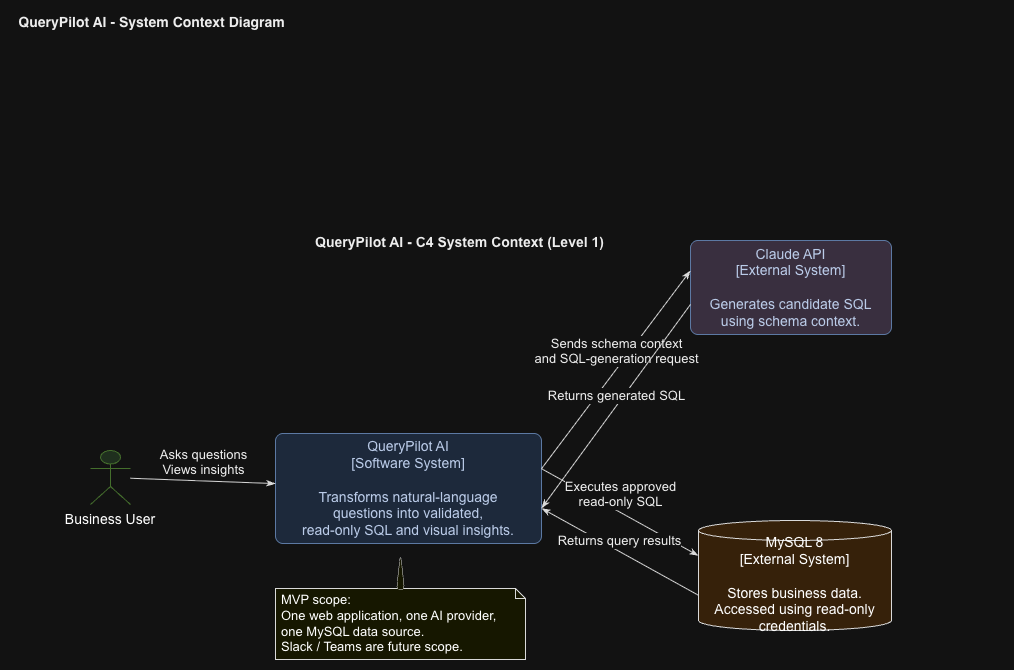 QueryPilot AI - System Context Diagram
QueryPilot AI - C4 System Context (Level 1)
Claude API
[External System]
Generates candidate SQL
using schema context.
Sends schema context
and SQL-generation request
Returns generated SQL
QueryPilot AI
[Software System]
Transforms natural-language
questions into validated,
read-only SQL and visual insights.
Asks questions
Views insights
Business User
Executes approved
read-only SQL
Returns query results
MySQL 8
[External System]
Stores business data.
Accessed using read-only
credentials.
MVP scope:
One web application, one AI provider,
one MySQL data source.
Slack / Teams are future scope.